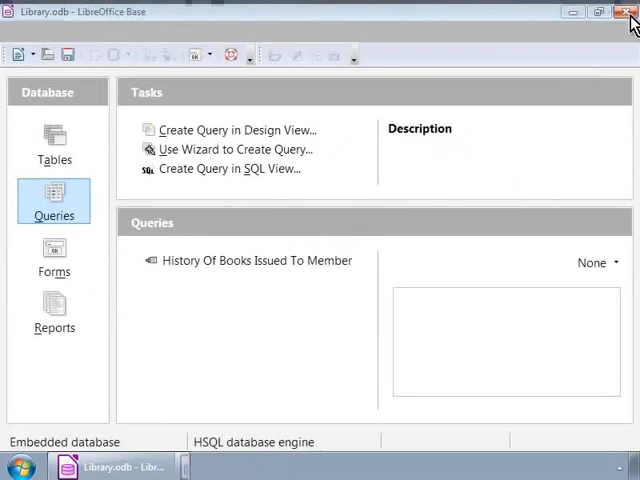 Library.odb - LibreOffice Base
Database
Tasks
Create Query in Design View...
Use Wizard to Create Query...
SQL Create Query in SQL View...
Description
Tables
Queries
Forms
Reports
Queries
History Of Books Issued To Member
None
Embedded database
HSQL database engine
Library.odb - Libr...